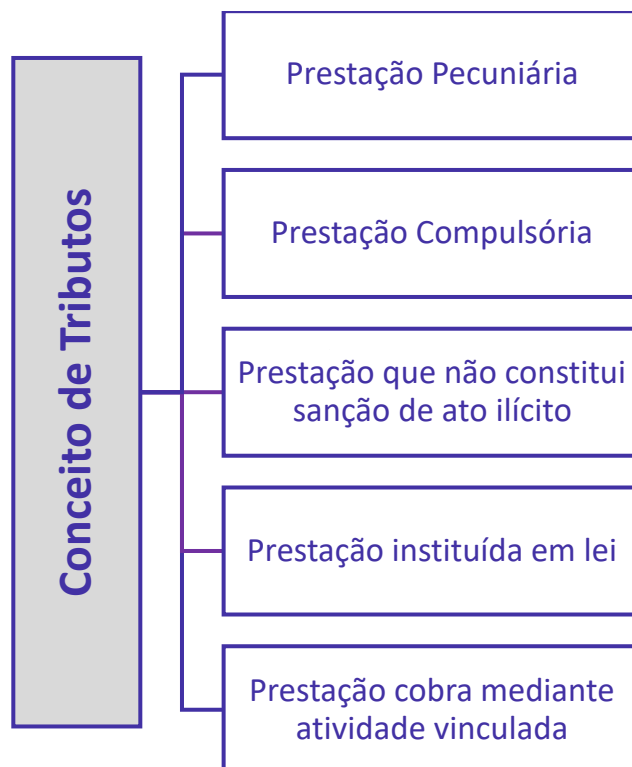 Conceito de Tributos
Prestação Pecuniária
Prestação Compulsória
Prestação que não constitui
sanção de ato ilícito
Prestação instituída em lei
Prestação cobra mediante
atividade vinculada